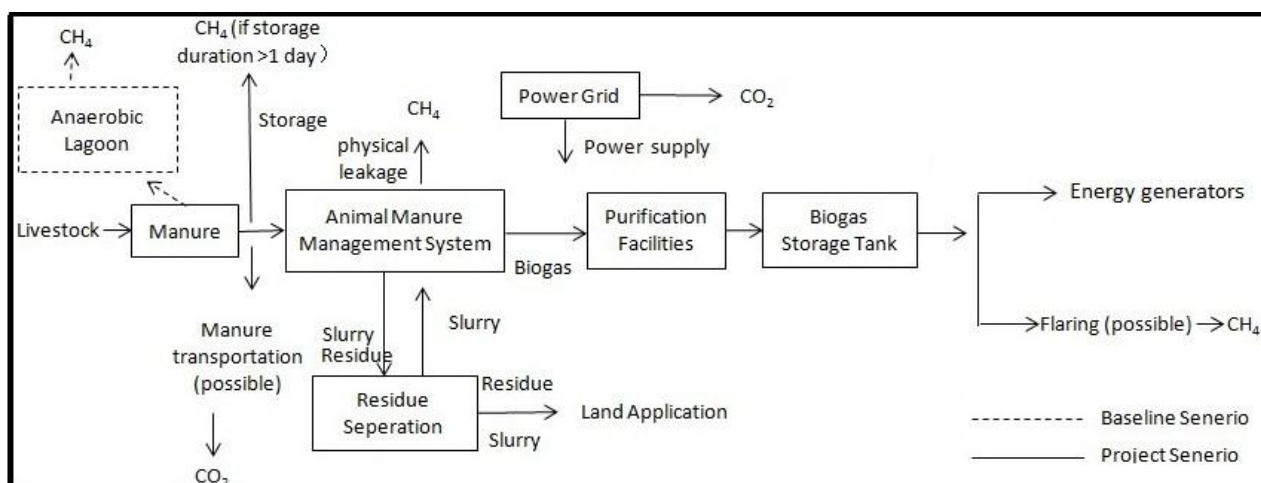 CH4
CH4 (if storage
duration >1 day)
Anaerobic
Lagoon
Storage
CH4
physical
leakage
Power Grid
CO2
Power supply
Livestock
Manure
Animal Manure
Management System
Biogas
Purification
Facilities
Biogas
Storage Tank
Energy generators
Flaring (possible)
CH4
Manure
transportation
(possible)
CO2
Slurry
Residue
Slurry
Residue
Seperation
Residue
Slurry
Land Application
Baseline Senerio
Project Senerio